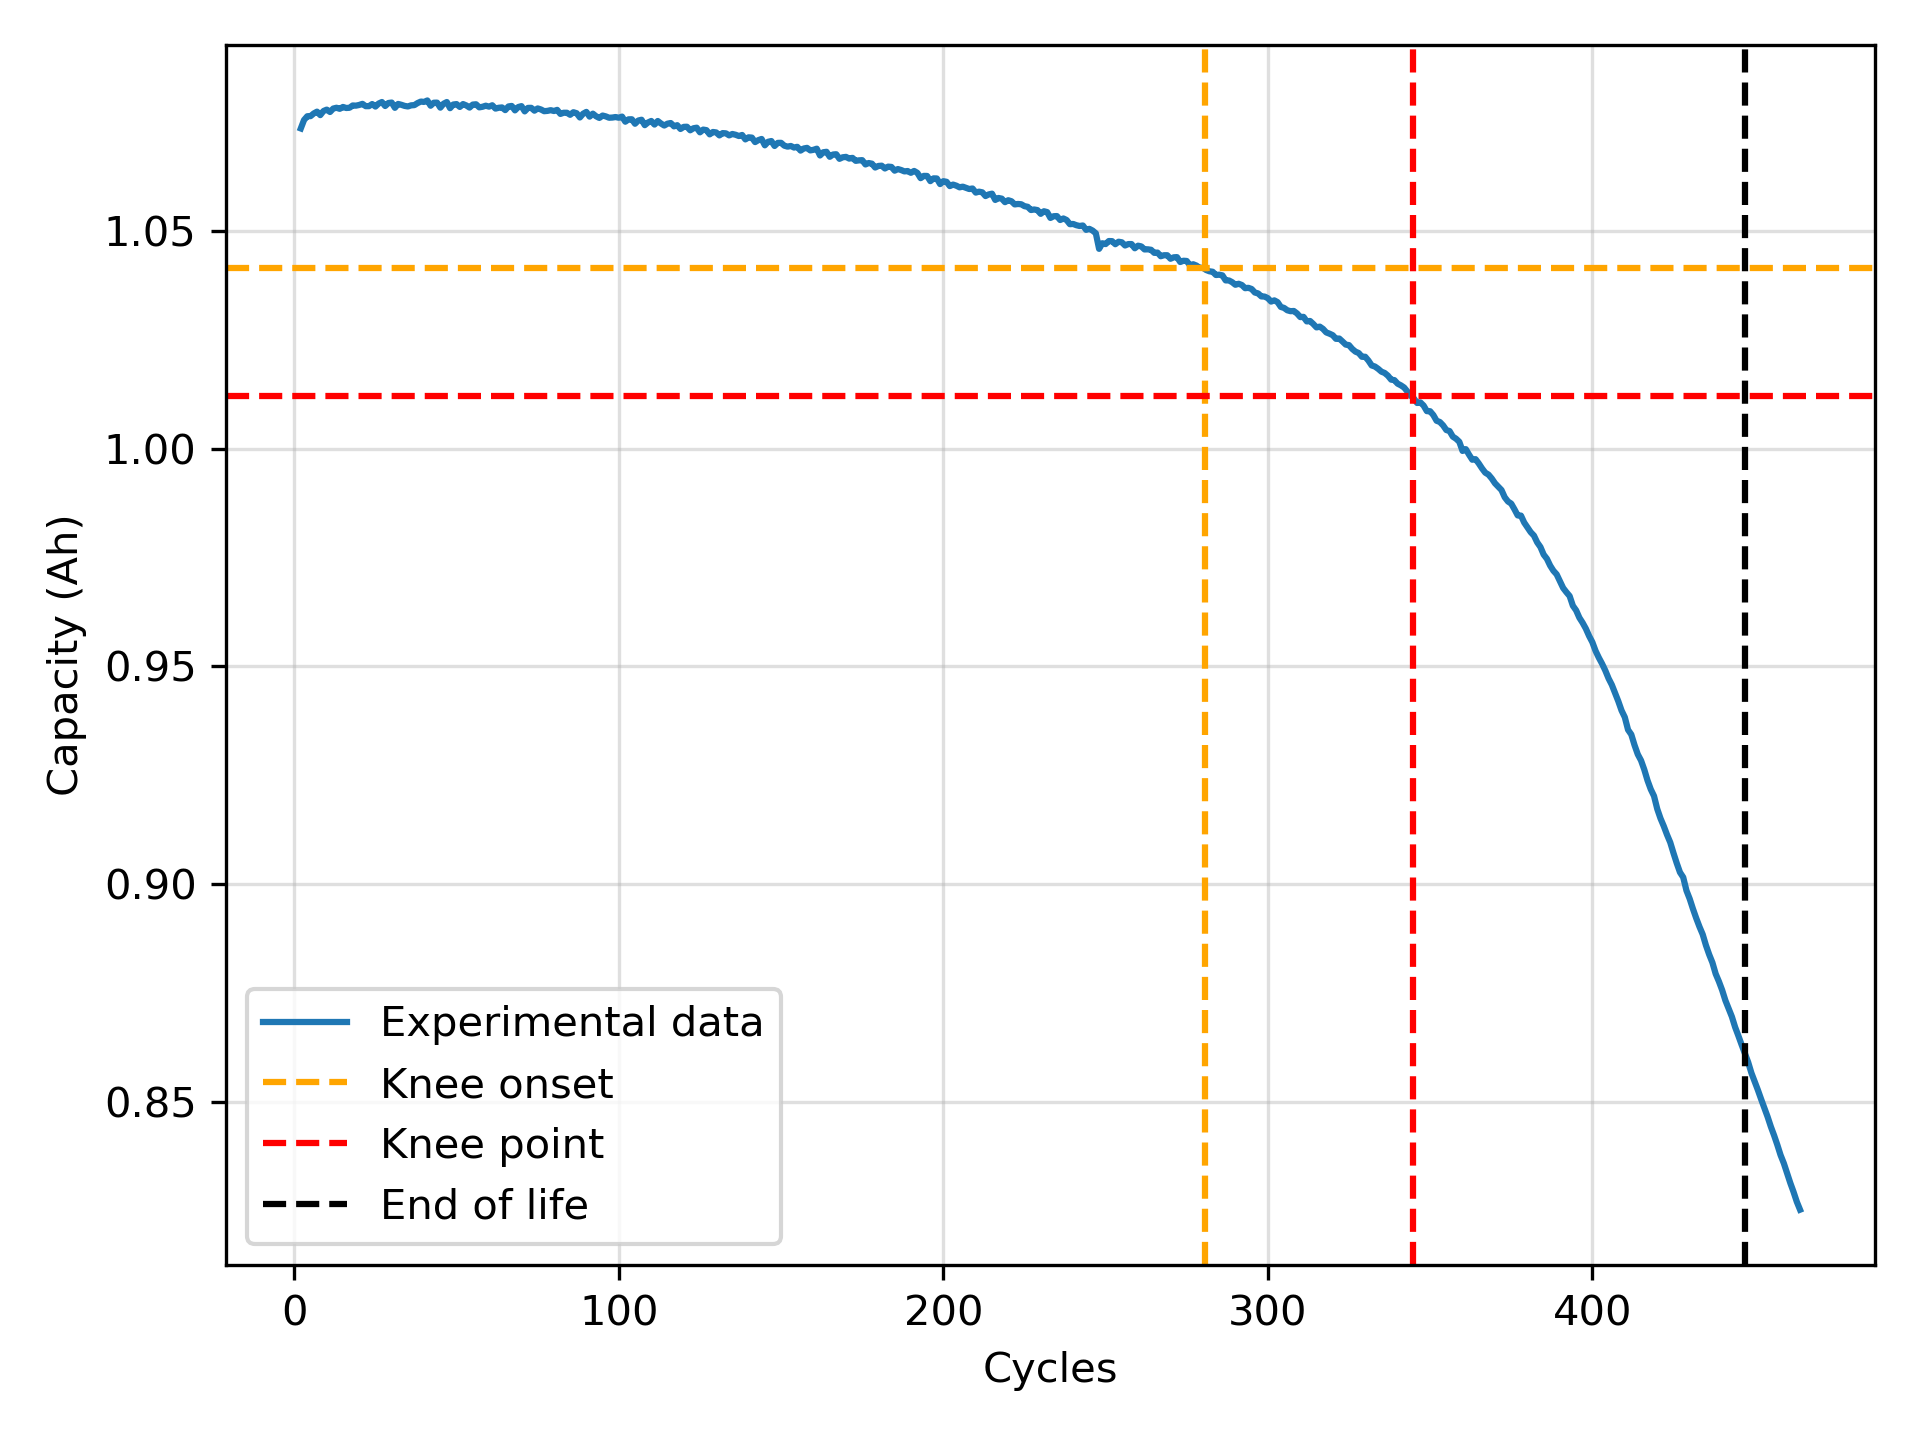 1.05
1.00
0.95
0.90
0.85
Capacity (Ah)
Experimental data
Knee onset
Knee point
End of life
0 100 200 300 400
Cycles